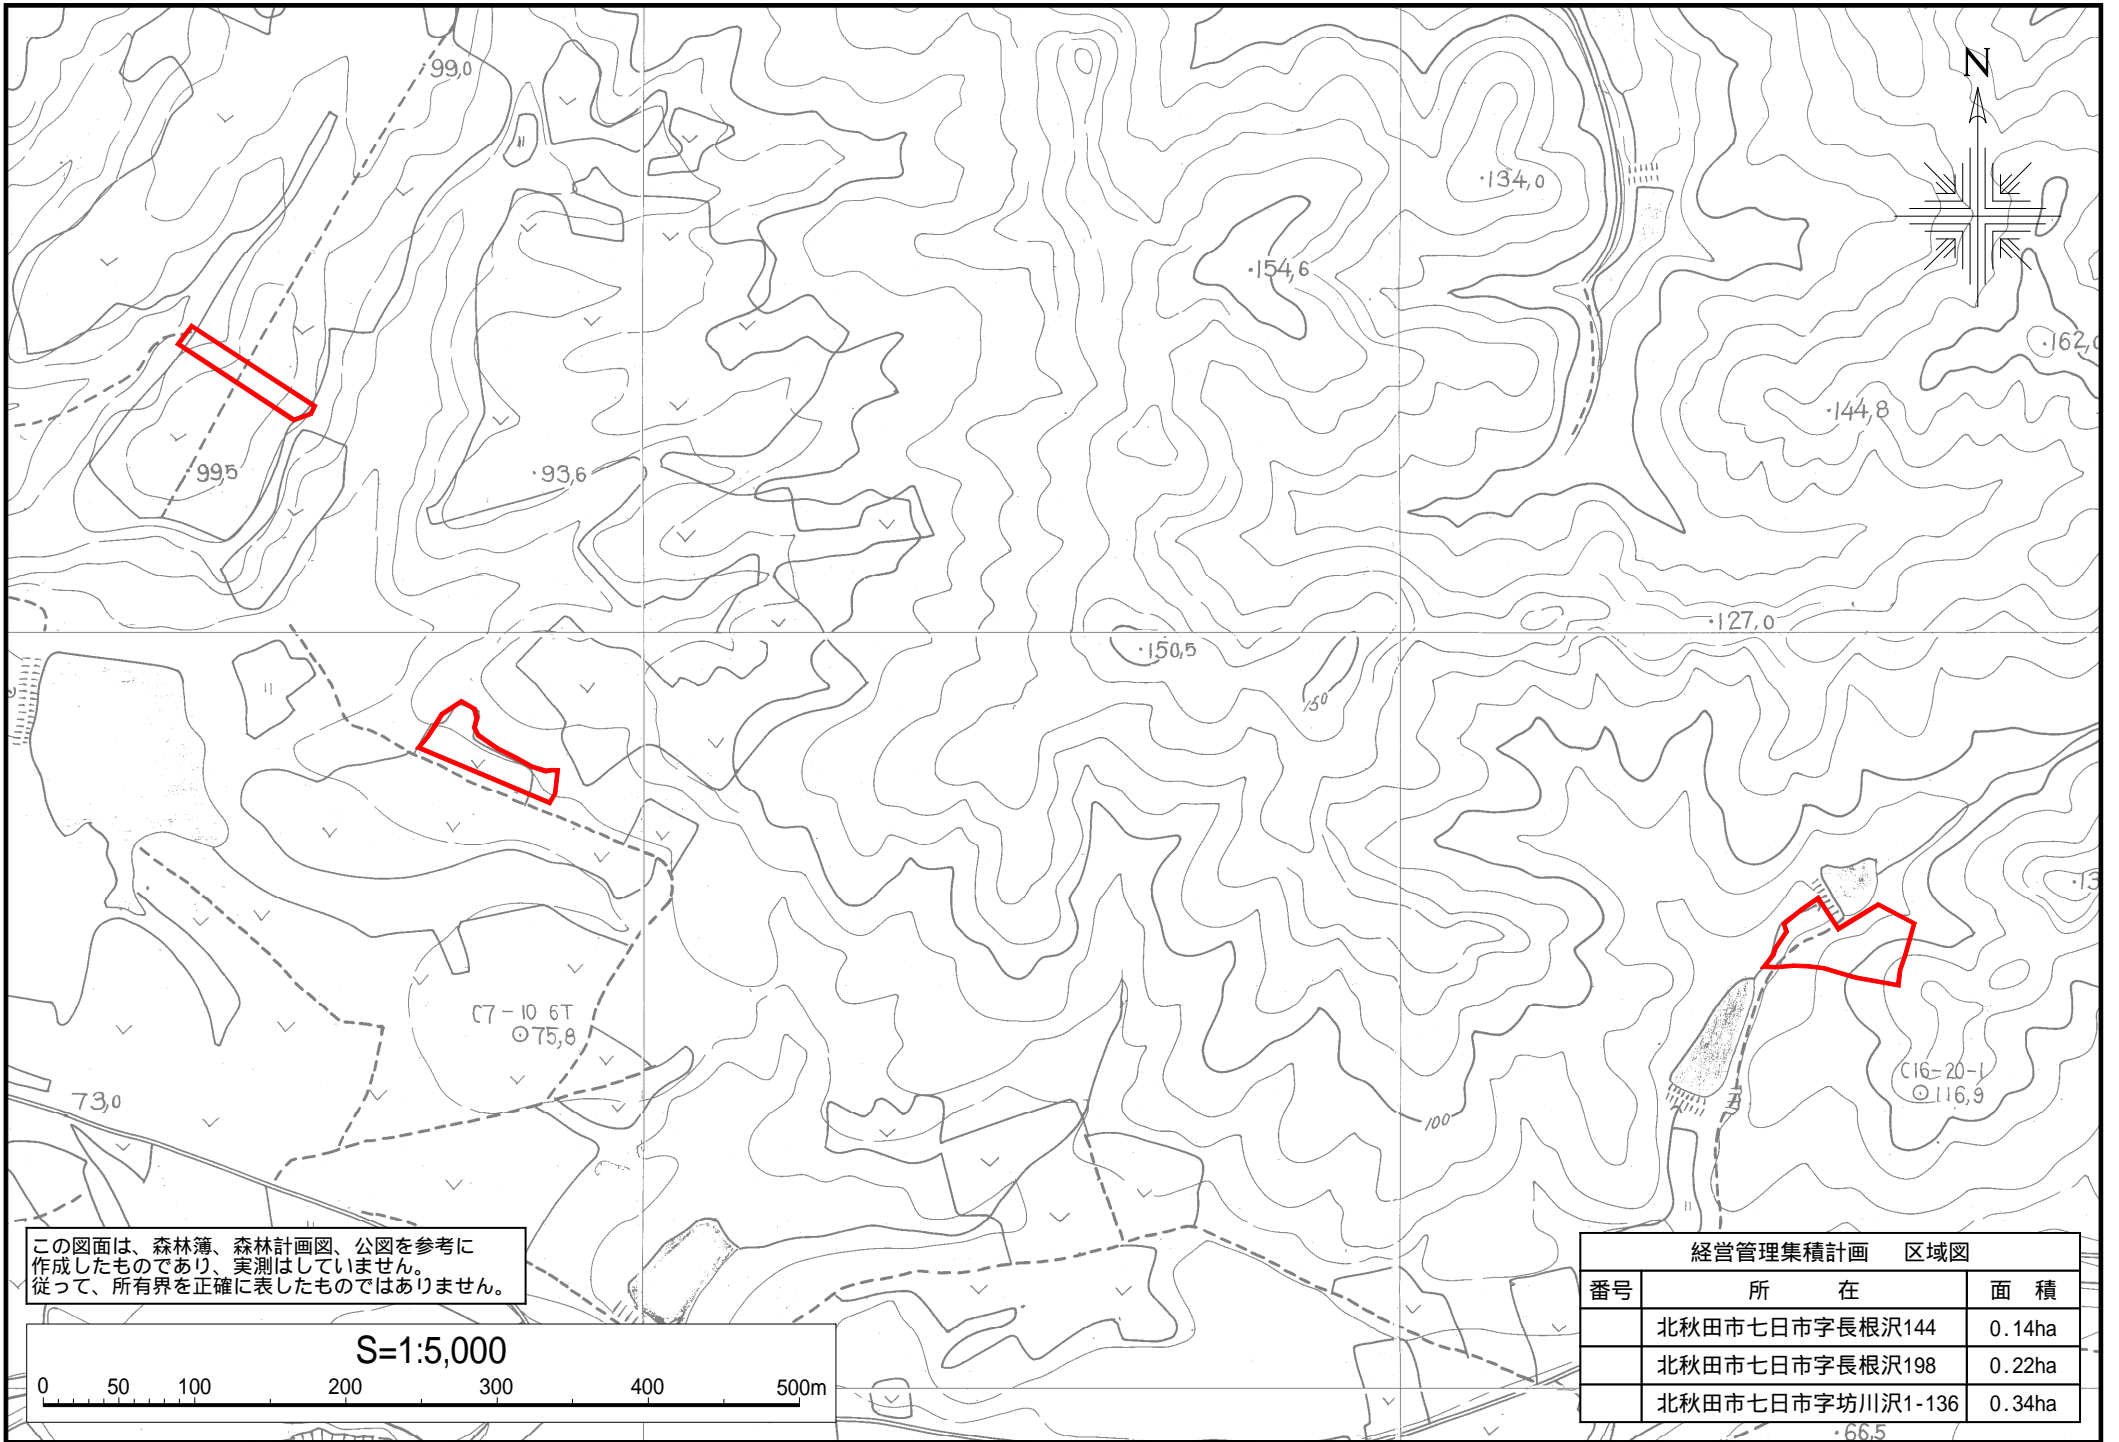 99,0
N
134,0
154,6
162,0
144,8
99,5
93,6
127,0
150,5
150
C7-10 6T
75,8
C16-20-1
116,9
73,0
100
この図面は、森林簿、森林計画図、公図を参考に
作成したものであり、実測はしていません。
従って、所有界を正確に表したものではありません。
S=1:5,000
0 50 100 200 300 400 500m
経営管理集積計画 区域図
番号 所 在 面 積
北秋田市七日市字長根沢144 0.14ha
北秋田市七日市字長根沢198 0.22ha
北秋田市七日市字坊川沢1-136 0.34ha
66,5